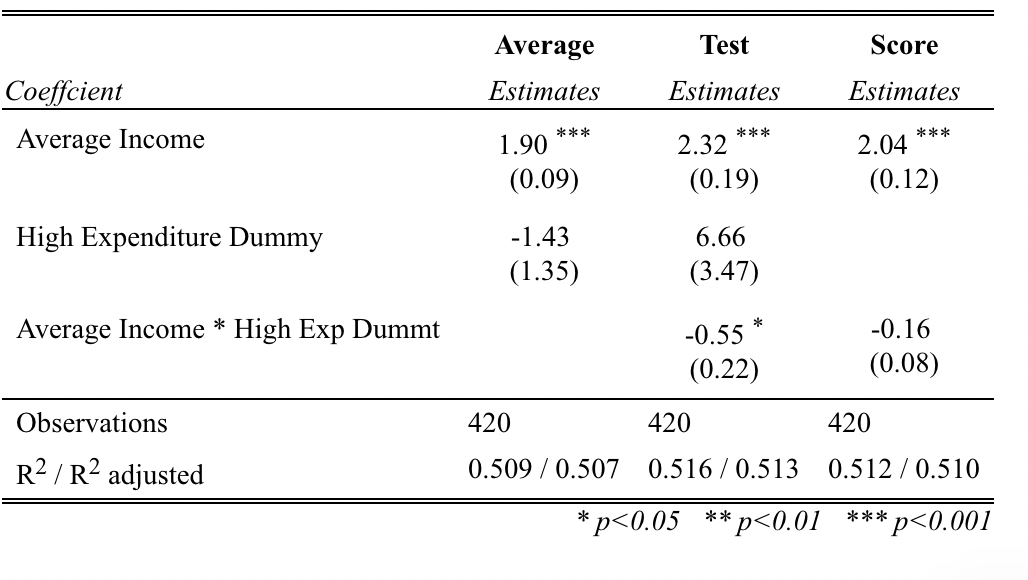 Average Test Score
Coeffcient Estimates Estimates Estimates
Average Income 1.90 *** 2.32 *** 2.04 ***
(0.09) (0.19) (0.12)
High Expenditure Dummy -1.43 6.66
(1.35) (3.47)
Average Income * High Exp Dummt -0.55 * -0.16
(0.22) (0.08)
Observations 420 420 420
R2 / R2 adjusted 0.509 / 0.507 0.516 / 0.513 0.512 / 0.510
* p<0.05 ** p<0.01 *** p<0.001